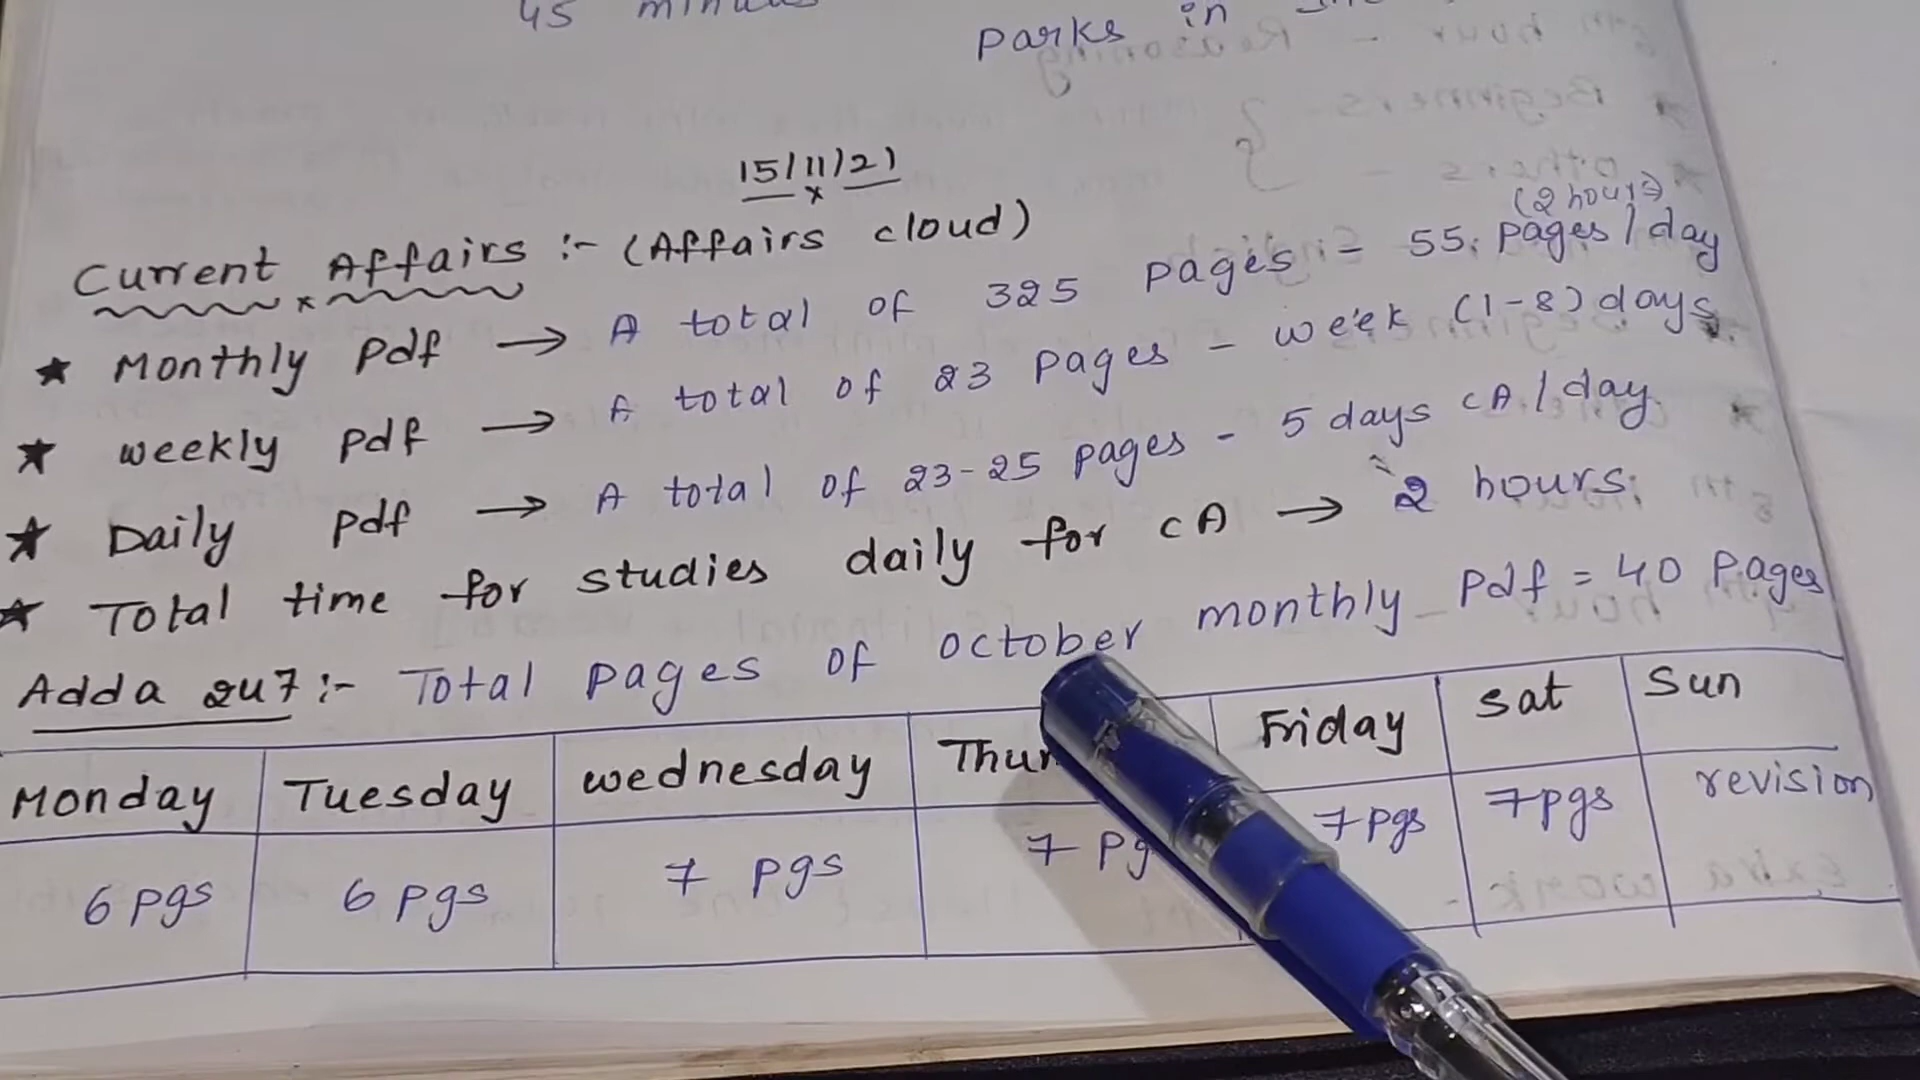 45
Parks in
15/11/21
Current Affairs :- (Affairs cloud)
(2 hours)
★ Monthly Pdf → A total of 325 pages = 55 pages/day
★ weekly Pdf → A total of 23 pages - week (1-8) days
★ Daily Pdf → A total of 23-25 pages - 5 days CA/day
★ Total time for studies daily for CA → 2 hours
Adda 247 :- Total pages of october monthly Pdf = 40 Pages
Monday Tuesday wednesday Thur Friday Sat Sun
6 pgs 6 pgs 7 pgs 7 Pg 7 pgs 7 pgs revision